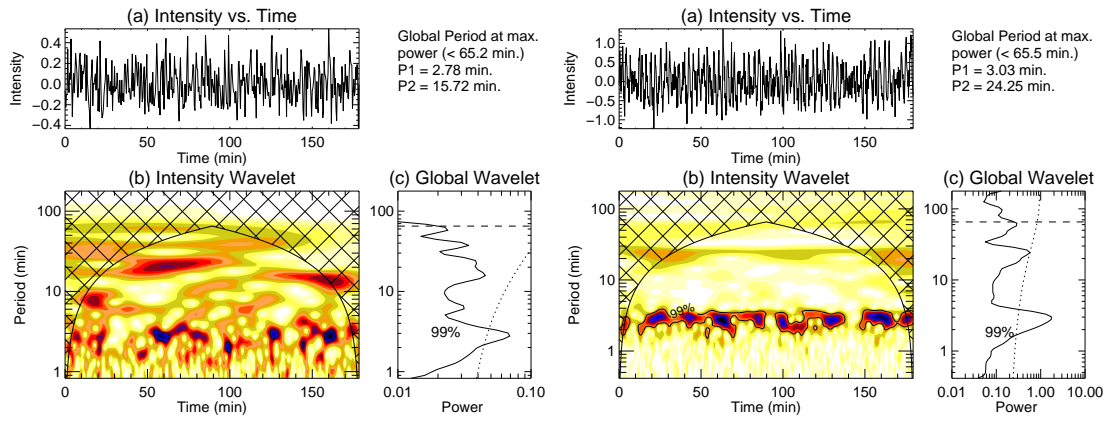 (a) Intensity vs. Time
Intensity
0.4
0.2
0.0
−0.2
−0.4
0 50 100 150
Time (min)
Global Period at max.
power (< 65.2 min.)
P1 = 2.78 min.
P2 = 15.72 min.
(b) Intensity Wavelet
Period (min)
100
10
1
0 50 100 150
Time (min)
(c) Global Wavelet
100
10
1
99%
0.01 0.10
Power
(a) Intensity vs. Time
Intensity
1.0
0.5
0.0
−0.5
−1.0
0 50 100 150
Time (min)
Global Period at max.
power (< 65.5 min.)
P1 = 3.03 min.
P2 = 24.25 min.
(b) Intensity Wavelet
Period (min)
100
10
1
99%
0 50 100 150
Time (min)
(c) Global Wavelet
100
10
1
99%
0.01 0.10 1.00 10.00
Power